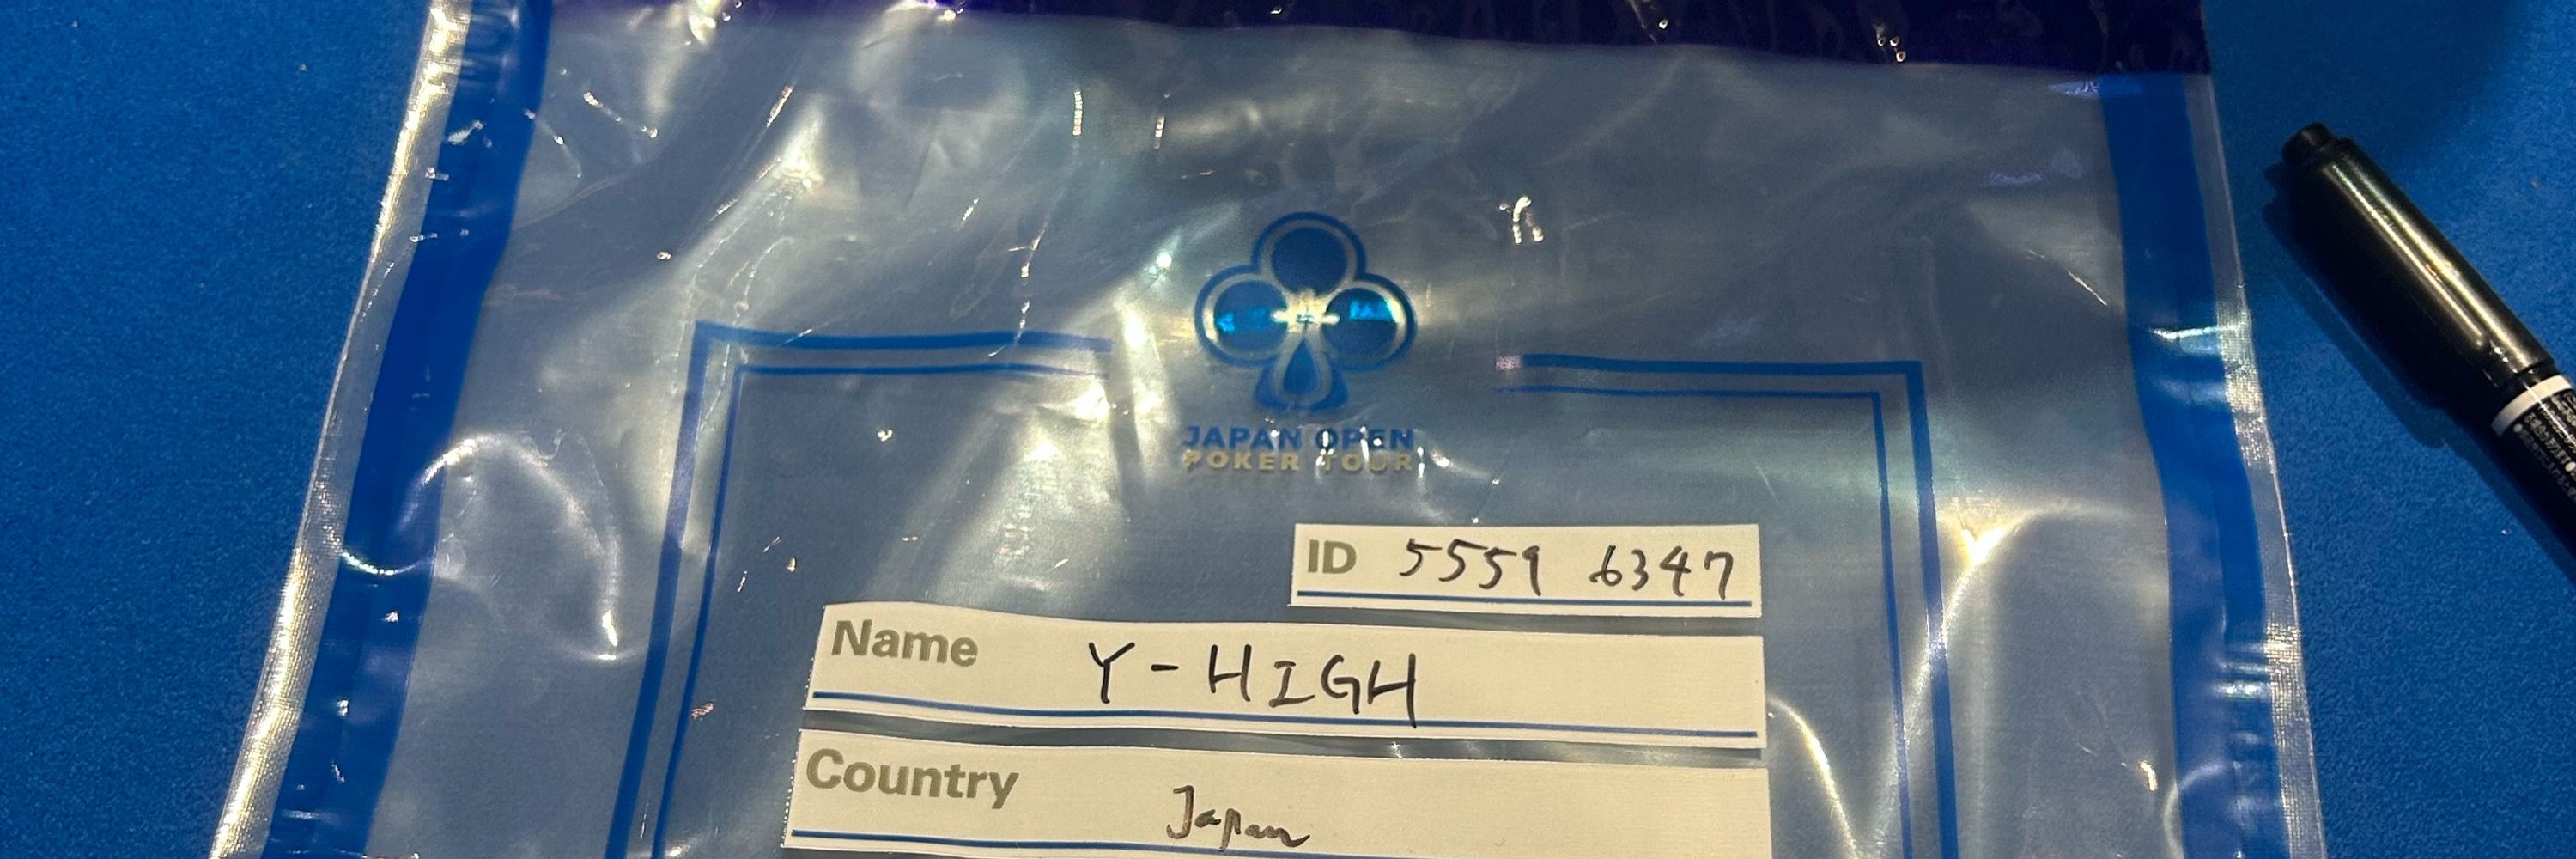 JAPAN OPEN
POKER TOUR
ID 5559 6347
Name Y-HIGH
Country Japan